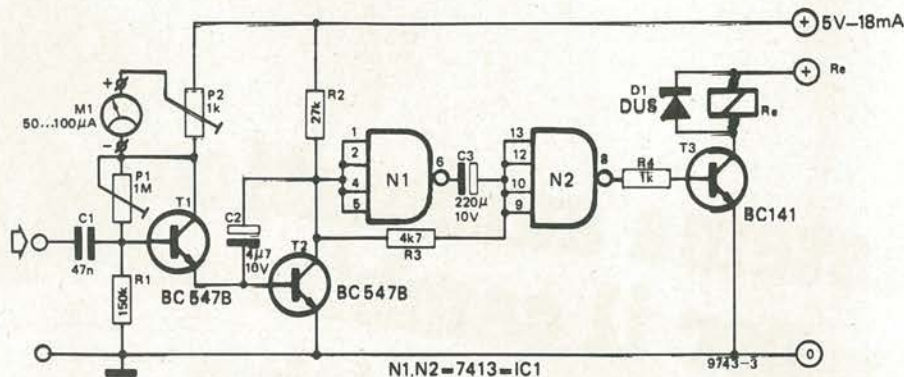 + 5V–18mA
+ Re
D1
DUS
Re
P2
1k
+
M1
50...100µA
–
R2
27k
P1
1M
1
2
4
5
N1
6
C3
220µ
10V
13
12
10
9
N2
8
R4
1k
T3
BC141
C1
47n
T1
BC547B
C2
4µ7
10V
T2
BC547B
4k7
R3
R1
150k
N1,N2=7413=IC1
9743-3
0